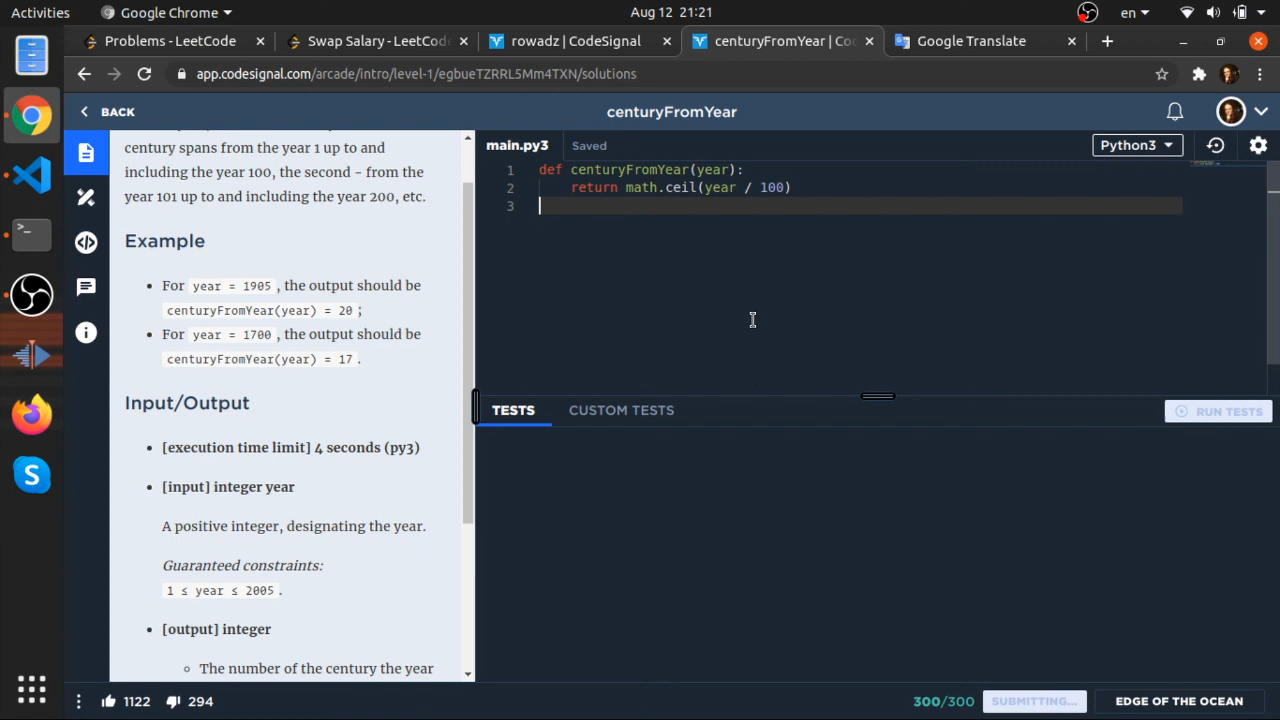 Activities
Google Chrome
Aug 12 21:21
en
Problems - LeetCode
Swap Salary - LeetCod
rowadz | CodeSignal
centuryFromYear | Co
Google Translate
app.codesignal.com/arcade/intro/level-1/egbueTZRRL5Mm4TXN/solutions
BACK
centuryFromYear
century spans from the year 1 up to and
including the year 100, the second - from the
year 101 up to and including the year 200, etc.
Example
• For year = 1905, the output should be
centuryFromYear(year) = 20;
• For year = 1700, the output should be
centuryFromYear(year) = 17.
Input/Output
• [execution time limit] 4 seconds (py3)
• [input] integer year
A positive integer, designating the year.
Guaranteed constraints:
1 ≤ year ≤ 2005.
• [output] integer
◦ The number of the century the year
main.py3
Saved
Python3
1 def centuryFromYear(year):
2     return math.ceil(year / 100)
3
TESTS
CUSTOM TESTS
RUN TESTS
1122
294
300/300
SUBMITTING...
EDGE OF THE OCEAN